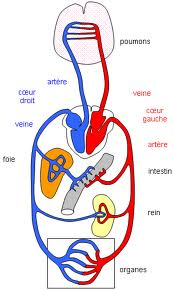 poumons
artère
veine
cœur
droit
cœur
gauche
veine
artère
foie
intestin
rein
organes